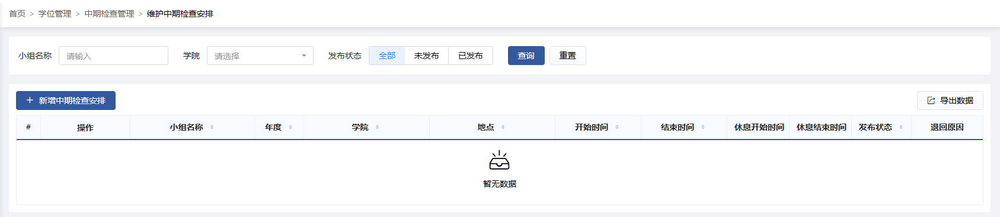 首页 > 学位管理 > 中期检查管理 > 维护中期检查安排
小组名称 请输入 学院 请选择 发布状态 全部 未发布 已发布 查询 重置
+ 新增中期检查安排 导出数据
# 操作 小组名称 年度 学院 地点 开始时间 结束时间 休息开始时间 休息结束时间 发布状态 退回原因
暂无数据